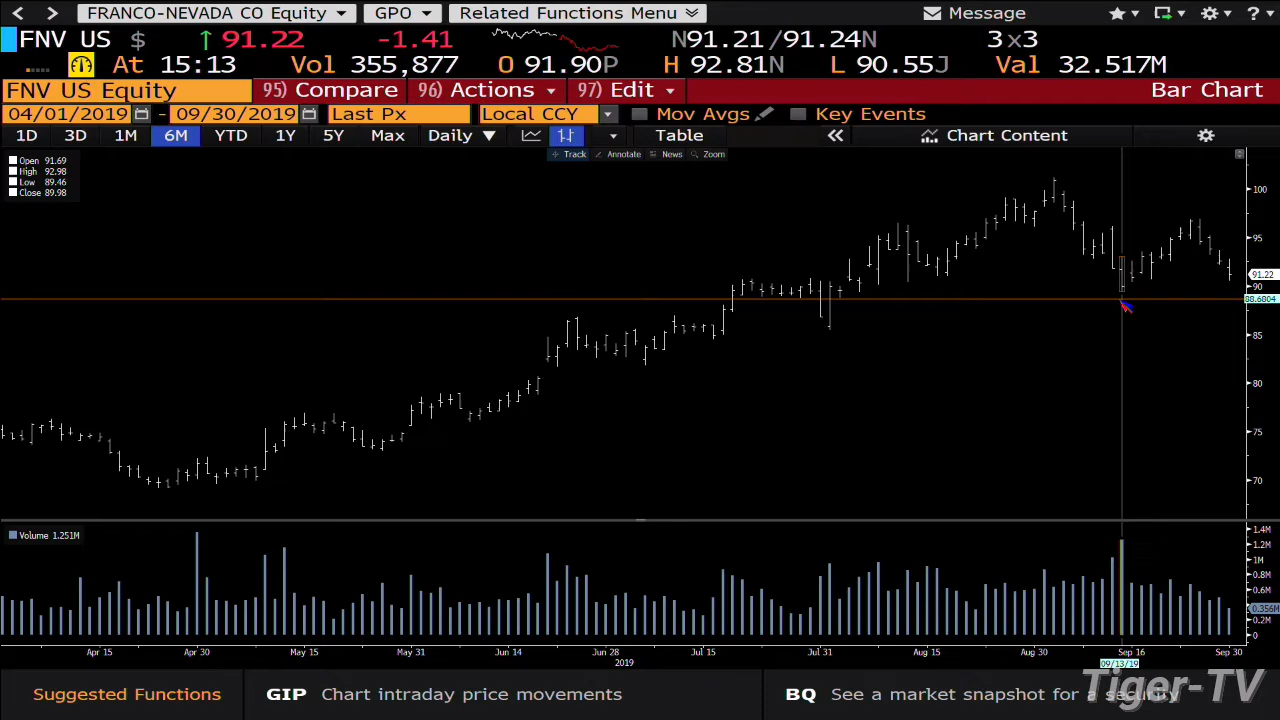 FRANCO-NEVADA CO Equity GPO Related Functions Menu Message
FNV US $ ↑ 91.22 -1.41 N91.21/91.24N 3x3
At 15:13 Vol 355,877 O 91.90P H 92.81N L 90.55J Val 32.517M
FNV US Equity 95) Compare 96) Actions 97) Edit Bar Chart
04/01/2019 - 09/30/2019 Last Px Local CCY Mov Avgs Key Events
1D 3D 1M 6M YTD 1Y 5Y Max Daily ▼ Table « Chart Content
Track Annotate News Zoom
Open 91.69
High 92.98
Low 89.46
Close 89.98
100
95
91.22
90
88.6804
85
80
75
70
Volume 1.251M
1.4M
1.2M
1M
0.8M
0.6M
0.356M
0.2M
0
Apr 15 Apr 30 May 15 May 31 Jun 14 Jun 28 Jul 15 Jul 31 Aug 15 Aug 30 Sep 16 Sep 30
2019 09/13/19
Suggested Functions GIP Chart intraday price movements BQ See a market snapshot for a security
Tiger-TV